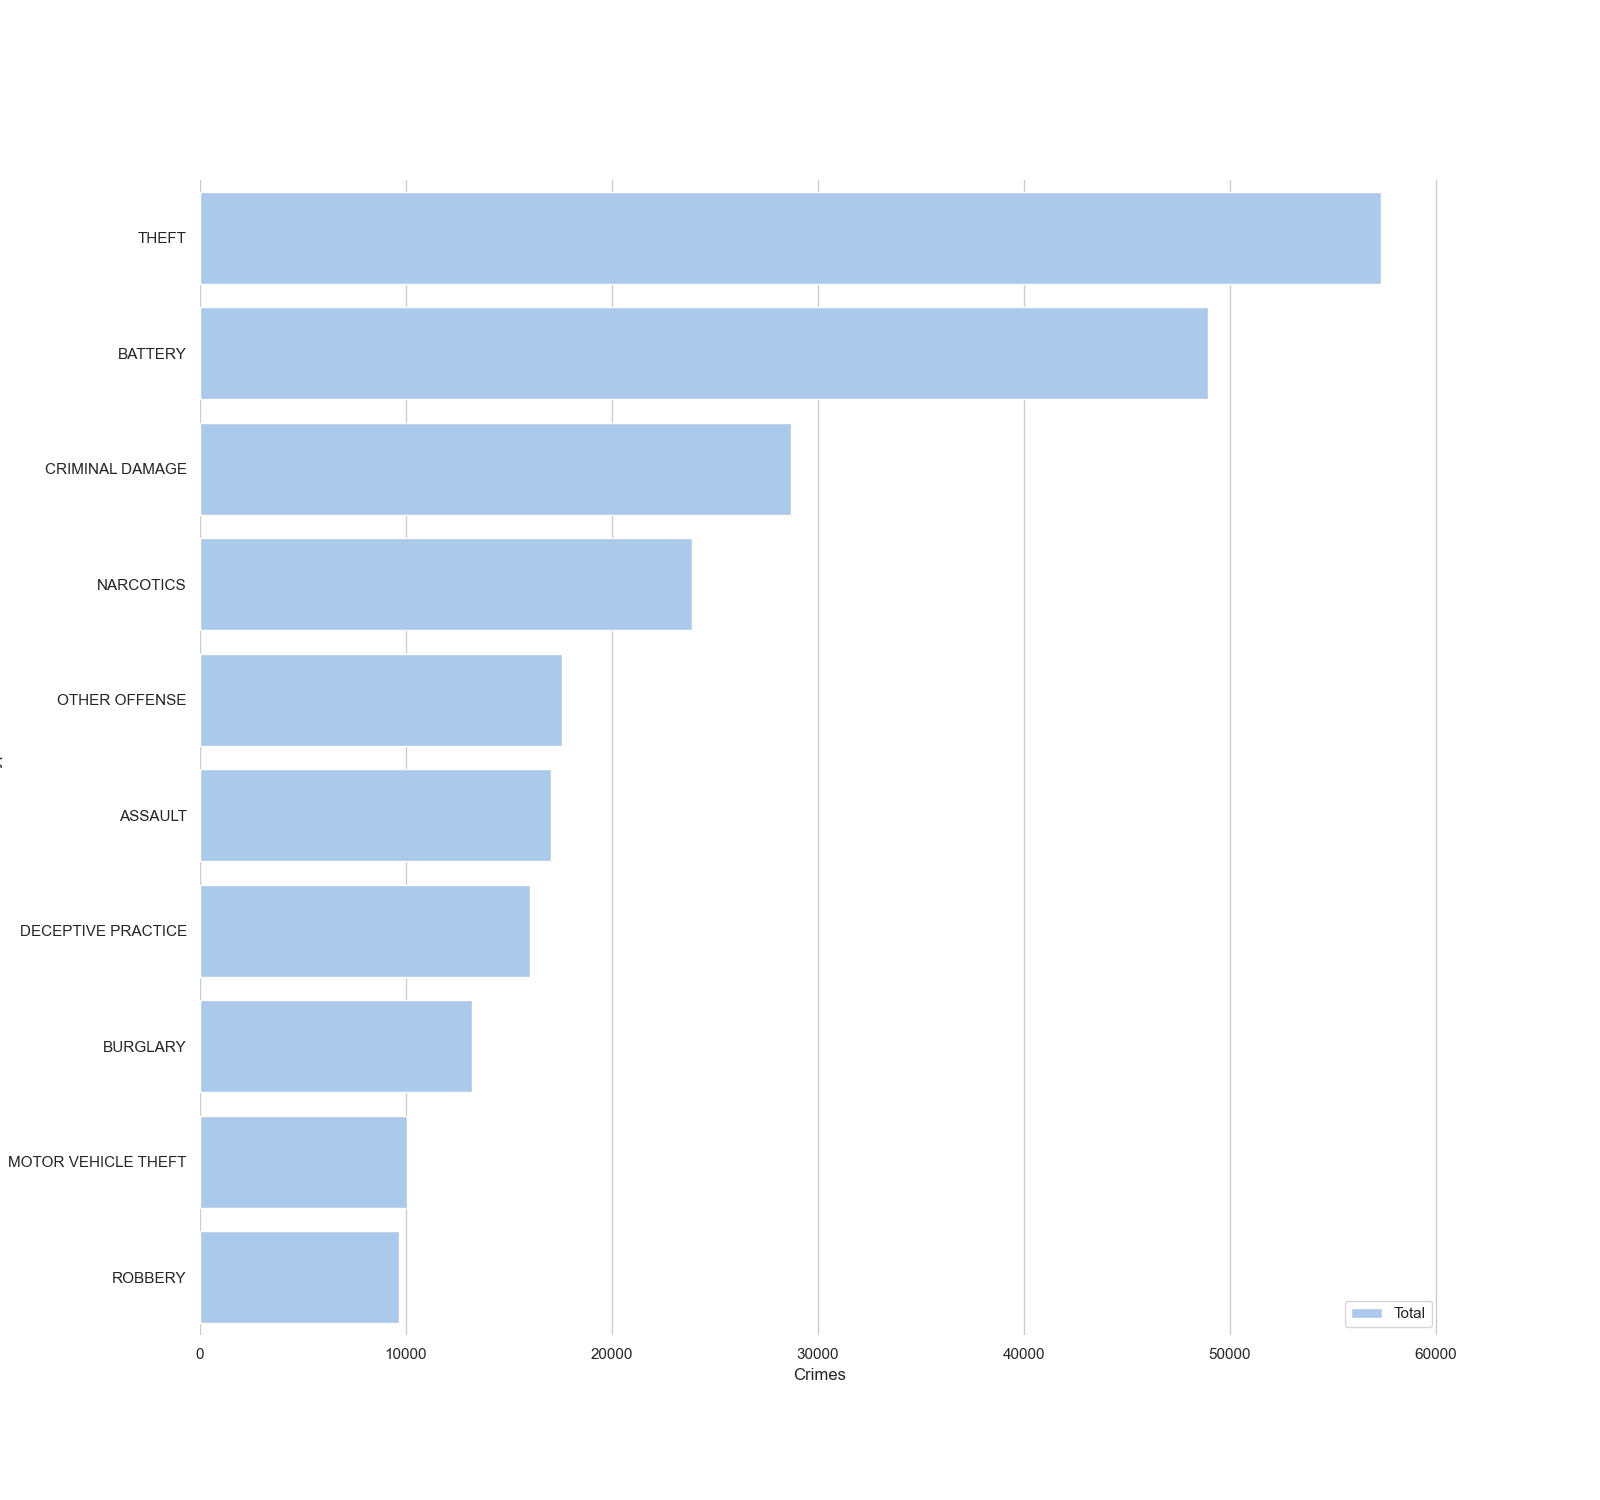 THEFT
BATTERY
CRIMINAL DAMAGE
NARCOTICS
OTHER OFFENSE
ASSAULT
DECEPTIVE PRACTICE
BURGLARY
MOTOR VEHICLE THEFT
ROBBERY
Total
0 10000 20000 30000 40000 50000 60000
Crimes